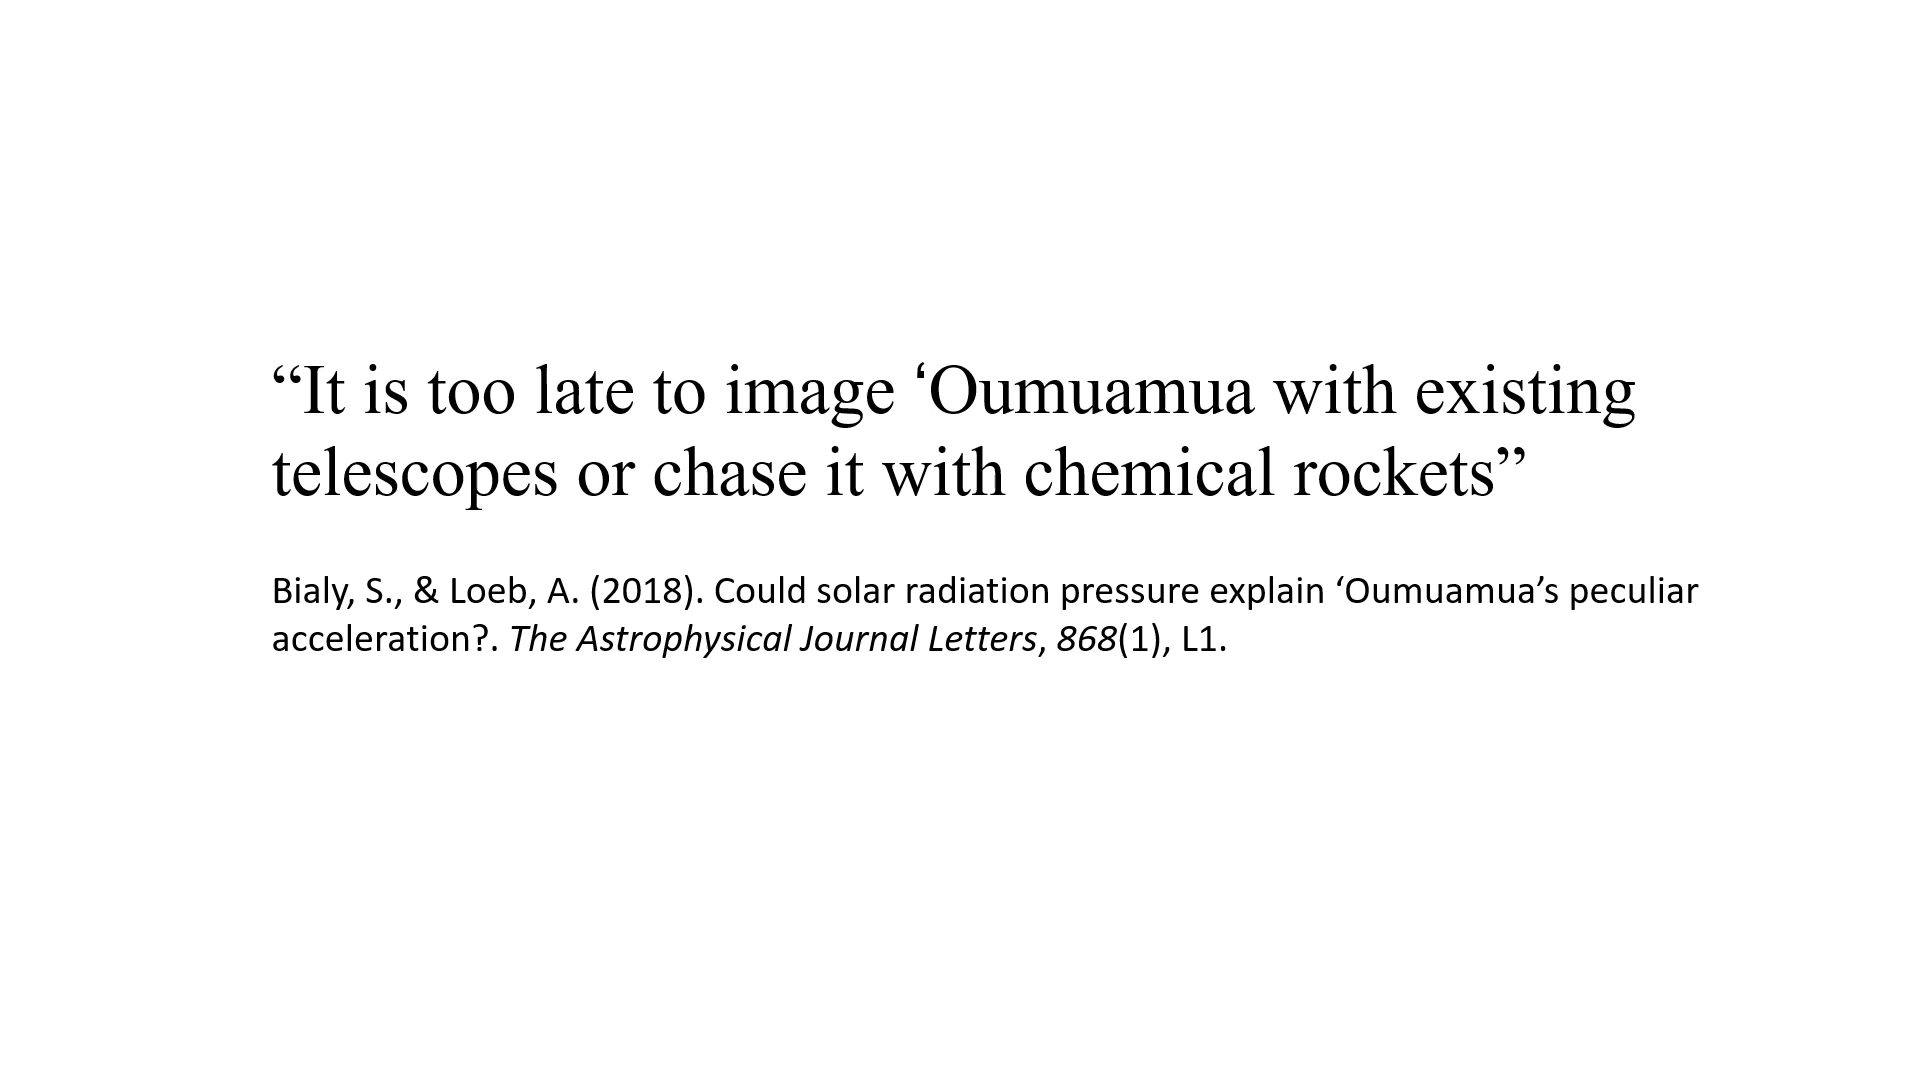 “It is too late to image ‘Oumuamua with existing
telescopes or chase it with chemical rockets”
Bialy, S., & Loeb, A. (2018). Could solar radiation pressure explain ‘Oumuamua’s peculiar
acceleration?. The Astrophysical Journal Letters, 868(1), L1.